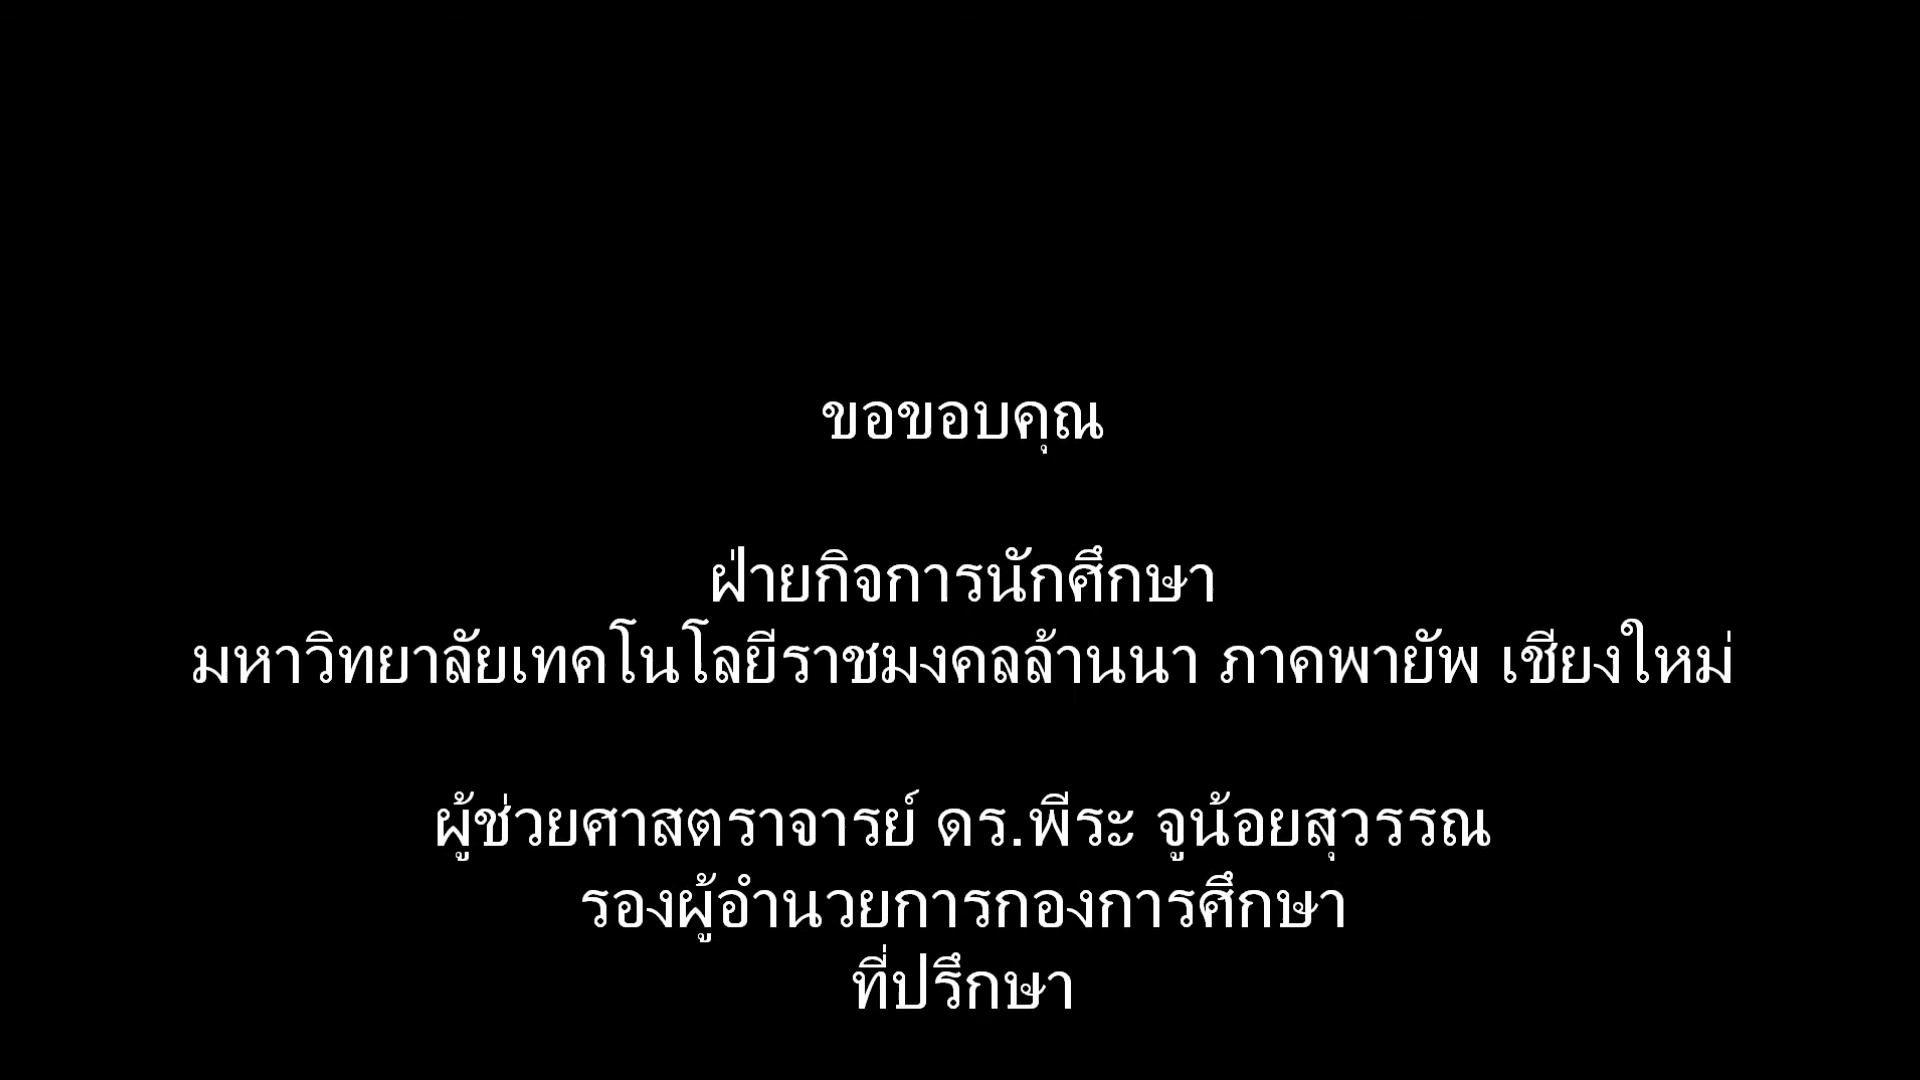 ขอขอบคุณ
ฝ่ายกิจการนักศึกษา
มหาวิทยาลัยเทคโนโลยีราชมงคลล้านนา ภาคพายัพ เชียงใหม่
ผู้ช่วยศาสตราจารย์ ดร.พีระ จูน้อยสุวรรณ
รองผู้อำนวยการกองการศึกษา
ที่ปรึกษา